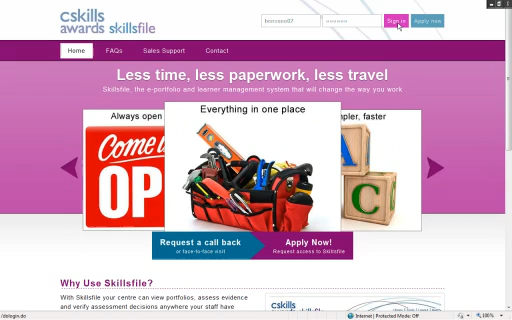 cskills
awards skillsfile
Sign in
Apply now
Home
FAQs
Sales Support
Contact
Less time, less paperwork, less travel
Skillsfile, the e-portfolio and learner management system that will change the way you work
Always open
Everything in one place
mpler, faster
Come
OP
A
C
Request a call back
or face-to-face visit
Apply Now!
Request access to Skillsfile
Why Use Skillsfile?
With Skillsfile your centre can view portfolios, assess evidence
and verify assessment decisions anywhere your staff have
cskills
/dologin.do
Internet | Protected Mode: Off
100%